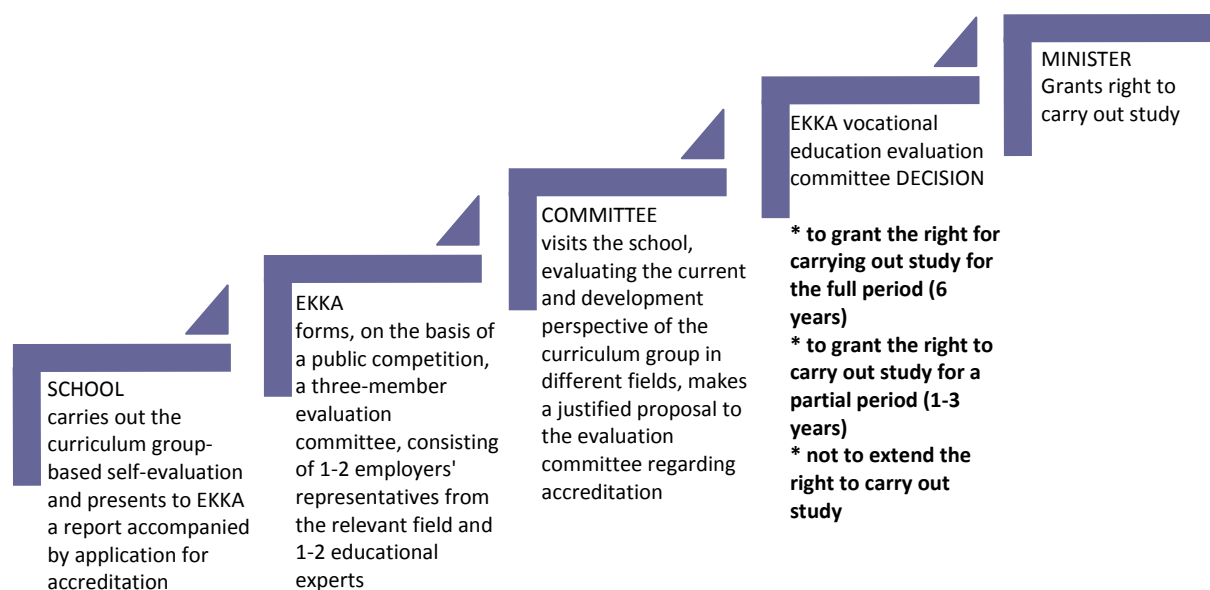 SCHOOL
carries out the
curriculum group-
based self-evaluation
and presents to EKKA
a report accompanied
by application for
accreditation
EKKA
forms, on the basis of
a public competition,
a three-member
evaluation
committee, consisting
of 1-2 employers'
representatives from
the relevant field and
1-2 educational
experts
COMMITTEE
visits the school,
evaluating the current
and development
perspective of the
curriculum group in
different fields, makes
a justified proposal to
the evaluation
committee regarding
accreditation
EKKA vocational
education evaluation
committee DECISION
* to grant the right for
carrying out study for
the full period (6
years)
* to grant the right to
carry out study for a
partial period (1-3
years)
* not to extend the
right to carry out
study
MINISTER
Grants right to
carry out study